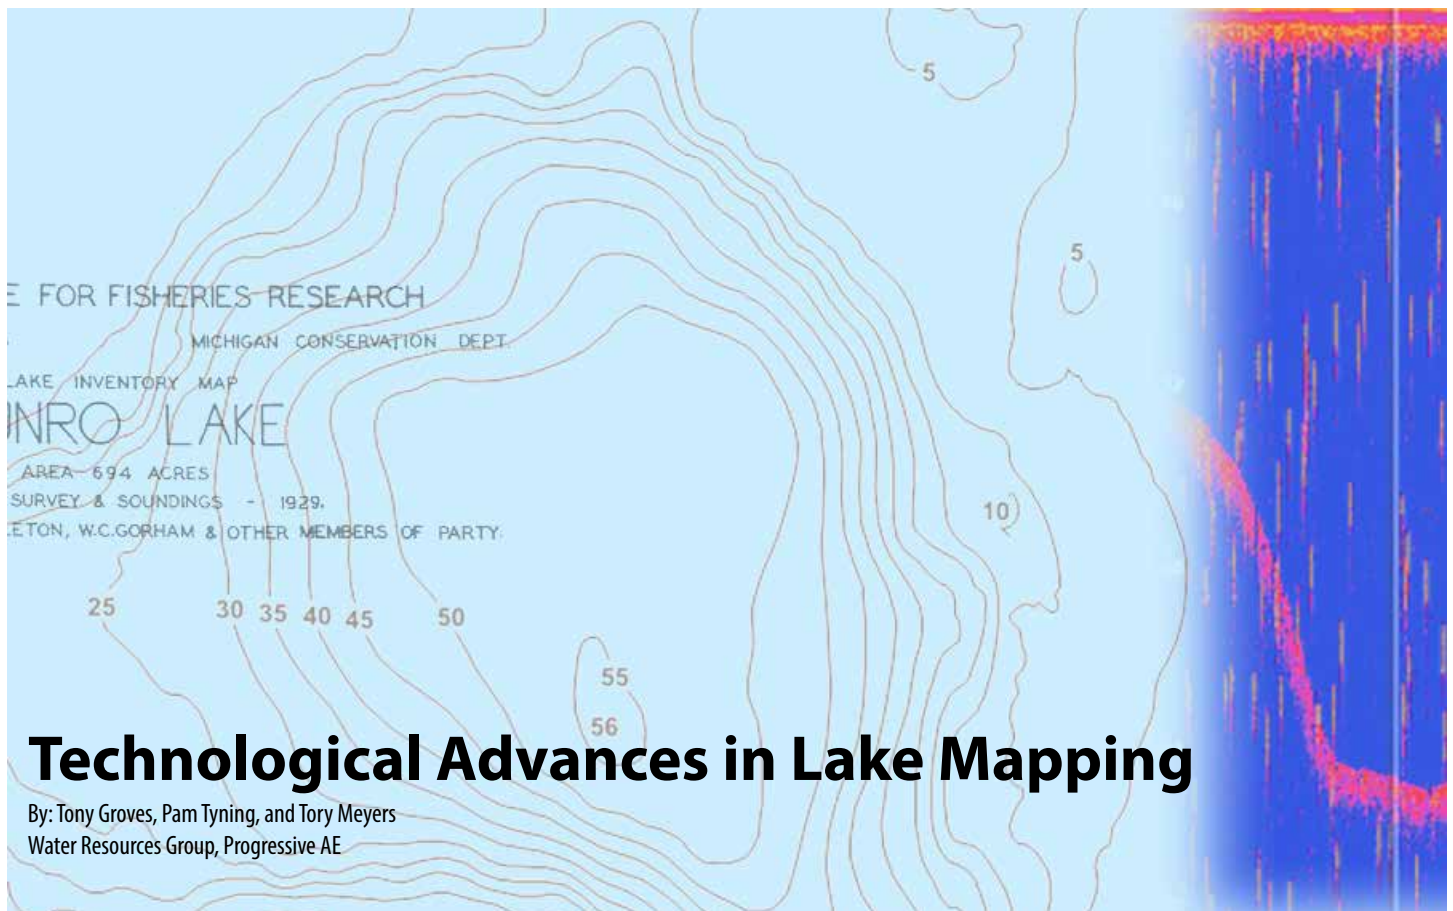 5
5
E FOR FISHERIES RESEARCH
MICHIGAN CONSERVATION DEPT.
LAKE INVENTORY MAP
NRO LAKE
AREA-694 ACRES
SURVEY & SOUNDINGS - 1929.
LETON, W.C.GORHAM & OTHER MEMBERS OF PARTY.
10
25 30 35 40 45 50
55
56
Technological Advances in Lake Mapping
By: Tony Groves, Pam Tyning, and Tory Meyers
Water Resources Group, Progressive AE